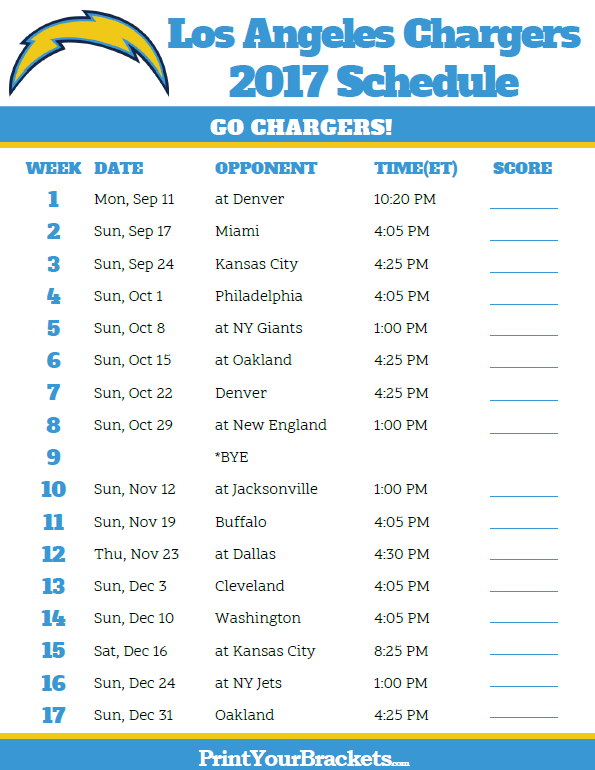 Los Angeles Chargers
2017 Schedule
GO CHARGERS!
WEEK DATE OPPONENT TIME(ET) SCORE
1 Mon, Sep 11 at Denver 10:20 PM
2 Sun, Sep 17 Miami 4:05 PM
3 Sun, Sep 24 Kansas City 4:25 PM
4 Sun, Oct 1 Philadelphia 4:05 PM
5 Sun, Oct 8 at NY Giants 1:00 PM
6 Sun, Oct 15 at Oakland 4:25 PM
7 Sun, Oct 22 Denver 4:25 PM
8 Sun, Oct 29 at New England 1:00 PM
9 *BYE
10 Sun, Nov 12 at Jacksonville 1:00 PM
11 Sun, Nov 19 Buffalo 4:05 PM
12 Thu, Nov 23 at Dallas 4:30 PM
13 Sun, Dec 3 Cleveland 4:05 PM
14 Sun, Dec 10 Washington 4:05 PM
15 Sat, Dec 16 at Kansas City 8:25 PM
16 Sun, Dec 24 at NY Jets 1:00 PM
17 Sun, Dec 31 Oakland 4:25 PM
PrintYourBrackets.com